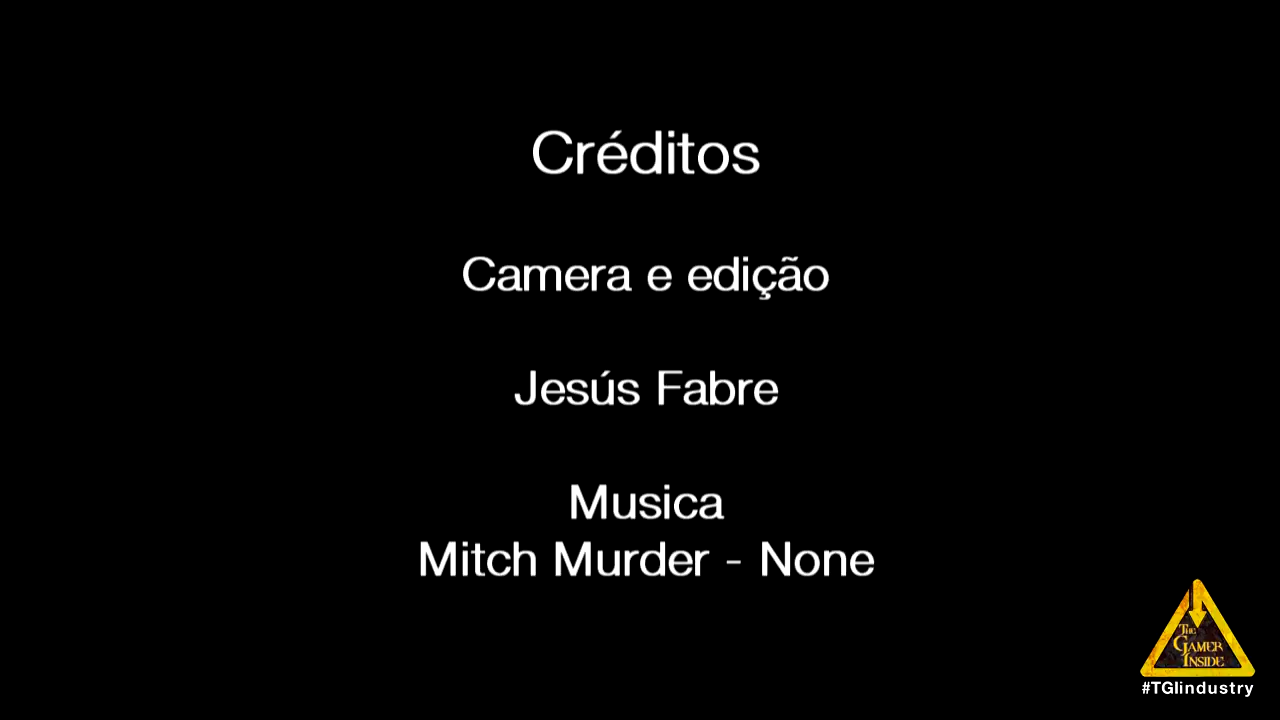 Créditos
Camera e edição
Jesús Fabre
Musica
Mitch Murder - None
THE
GAMER
INSIDE
#TGIindustry